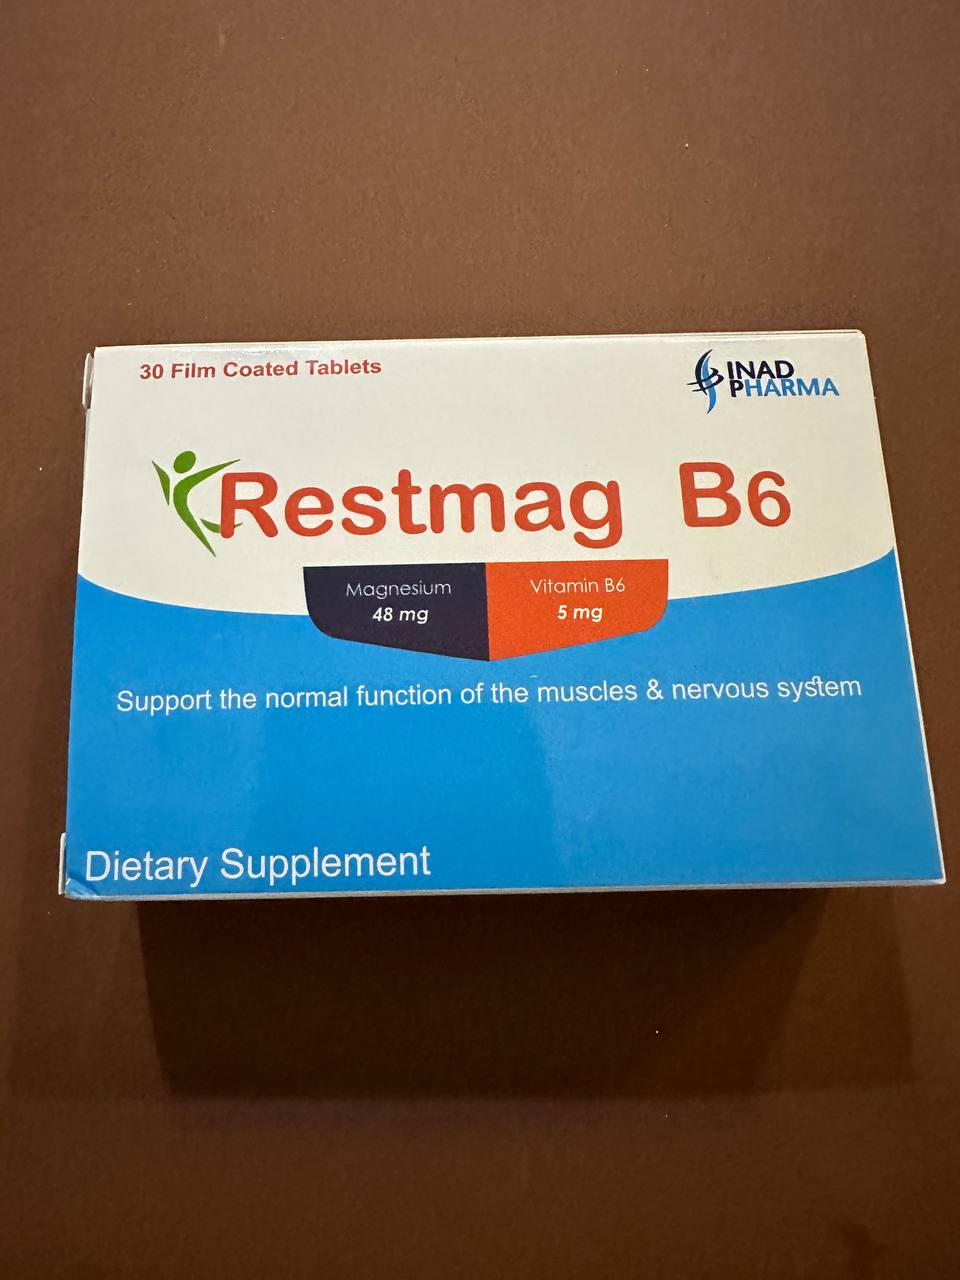 30 Film Coated Tablets
INAD
PHARMA
Restmag B6
Magnesium
48 mg
Vitamin B6
5 mg
Support the normal function of the muscles & nervous system
Dietary Supplement